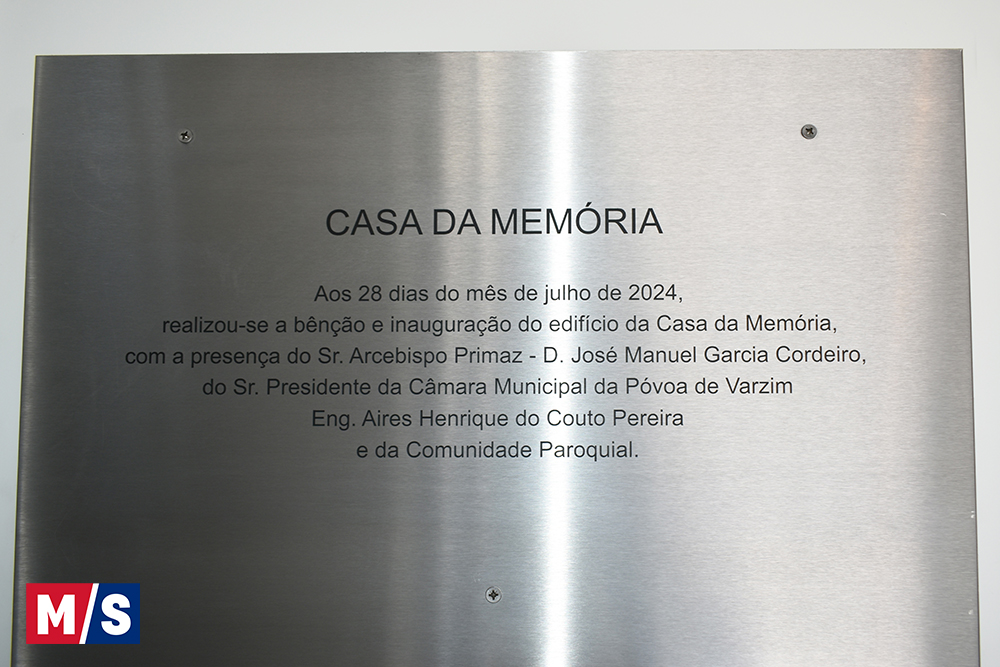 CASA DA MEMÓRIA
Aos 28 dias do mês de julho de 2024,
realizou-se a bênção e inauguração do edifício da Casa da Memória,
com a presença do Sr. Arcebispo Primaz - D. José Manuel Garcia Cordeiro,
do Sr. Presidente da Câmara Municipal da Póvoa de Varzim
Eng. Aires Henrique do Couto Pereira
e da Comunidade Paroquial.
M/S